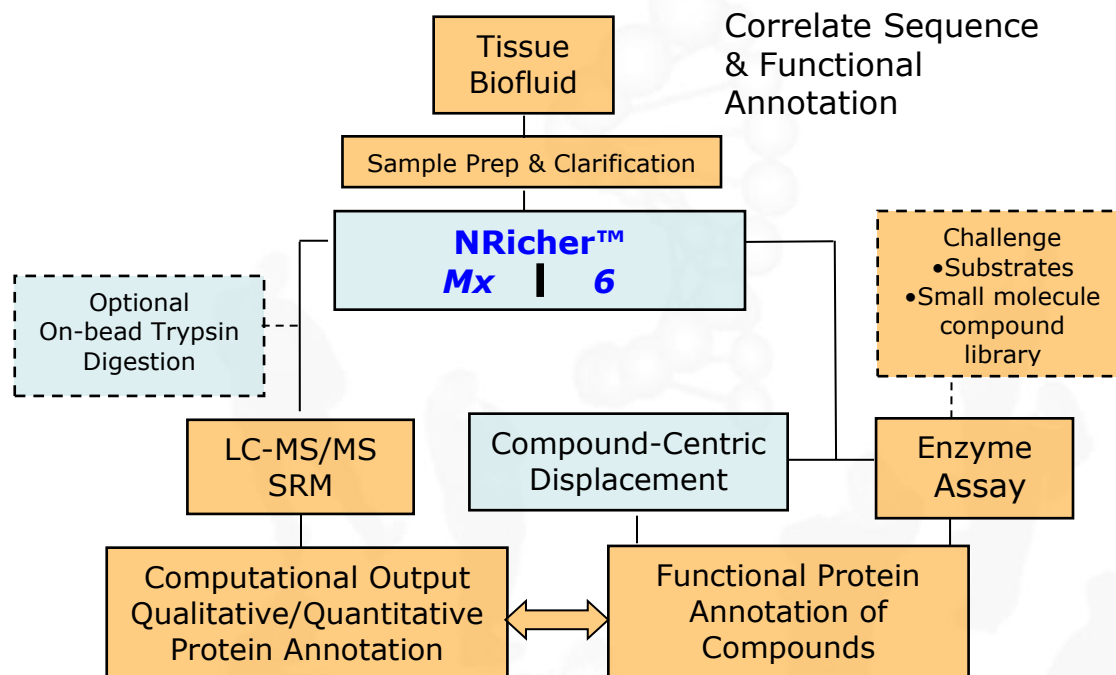 Correlate Sequence
& Functional
Annotation
Tissue
Biofluid
Sample Prep & Clarification
NRicher™
Mx | 6
Optional
On-bead Trypsin
Digestion
Challenge
•Substrates
•Small molecule
compound
library
LC-MS/MS
SRM
Compound-Centric
Displacement
Enzyme
Assay
Computational Output
Qualitative/Quantitative
Protein Annotation
Functional Protein
Annotation of
Compounds